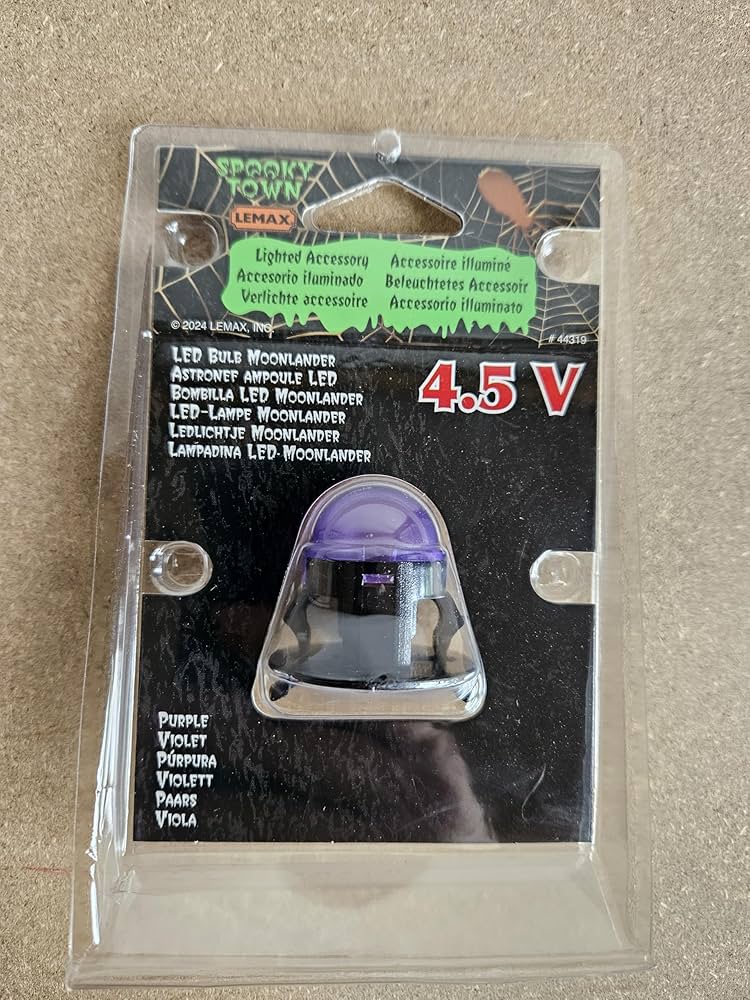 SPOOKY
TOWN
LEMAX
Lighted Accessory Accessoire illuminé
Accesorio iluminado Beleuchtetes Accessoir
Verlichte accessoire Accessorio illuminato
© 2024 LEMAX, INC.
# 44319
LED Bulb Moonlander
Astronef ampoule LED
Bombilla LED Moonlander
LED-Lampe Moonlander
Ledlichtje Moonlander
Lampadina LED Moonlander
4.5 V
Purple
Violet
Púrpura
Violett
Paars
Viola